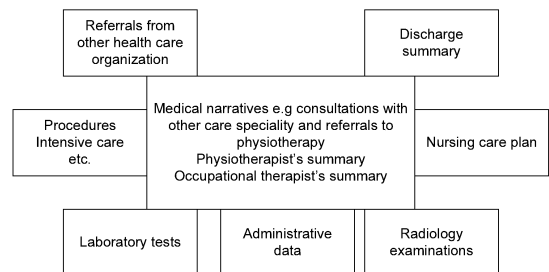 Referrals from
other health care
organization
Discharge
summary
Medical narratives e.g consultations with
other care speciality and referrals to
physiotherapy
Physiotherapist's summary
Occupational therapist's summary
Procedures
Intensive care
etc.
Nursing care plan
Laboratory tests
Administrative
data
Radiology
examinations